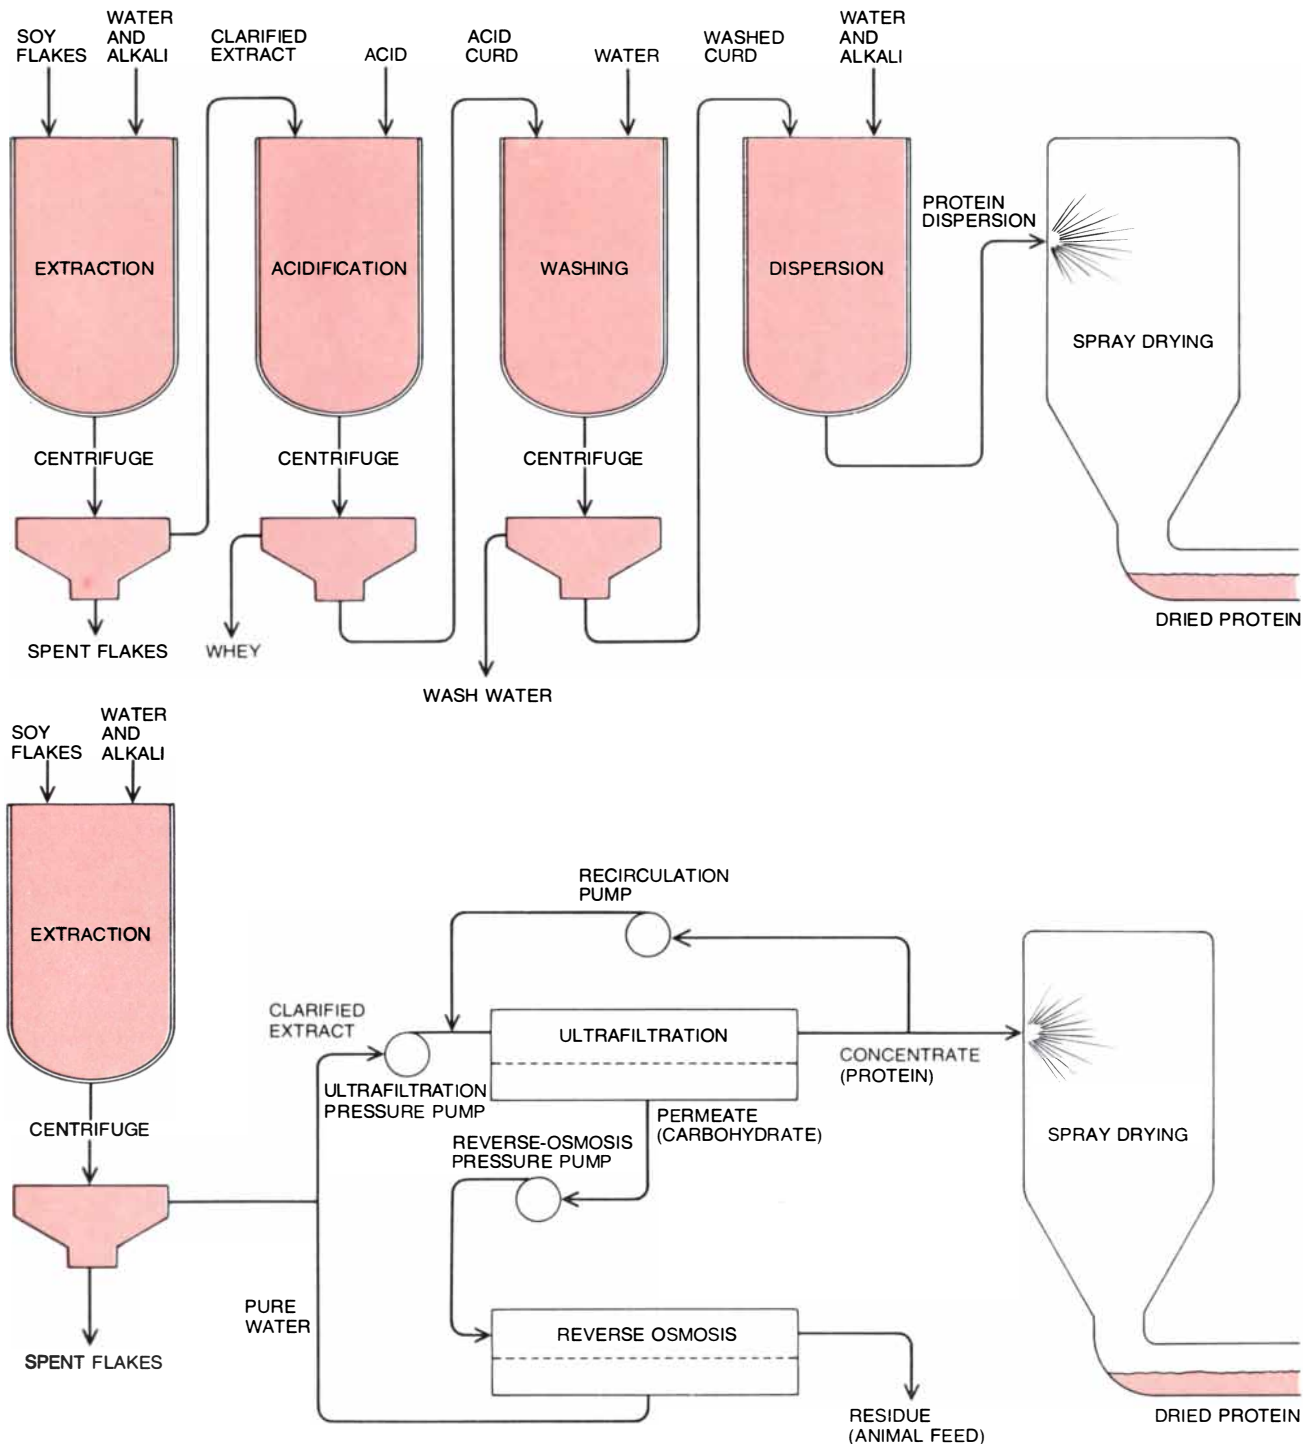 SOY
FLAKES
WATER
AND
ALKALI
CLARIFIED
EXTRACT
ACID
ACID
CURD
WATER
WASHED
CURD
WATER
AND
ALKALI
EXTRACTION
ACIDIFICATION
WASHING
DISPERSION
PROTEIN
DISPERSION
SPRAY DRYING
CENTRIFUGE
CENTRIFUGE
CENTRIFUGE
SPENT FLAKES
WHEY
WASH WATER
DRIED PROTEIN
SOY
FLAKES
WATER
AND
ALKALI
EXTRACTION
CENTRIFUGE
SPENT FLAKES
RECIRCULATION
PUMP
CLARIFIED
EXTRACT
ULTRAFILTRATION
PRESSURE PUMP
ULTRAFILTRATION
CONCENTRATE
(PROTEIN)
PERMEATE
(CARBOHYDRATE)
REVERSE-OSMOSIS
PRESSURE PUMP
PURE
WATER
REVERSE OSMOSIS
RESIDUE
(ANIMAL FEED)
SPRAY DRYING
DRIED PROTEIN